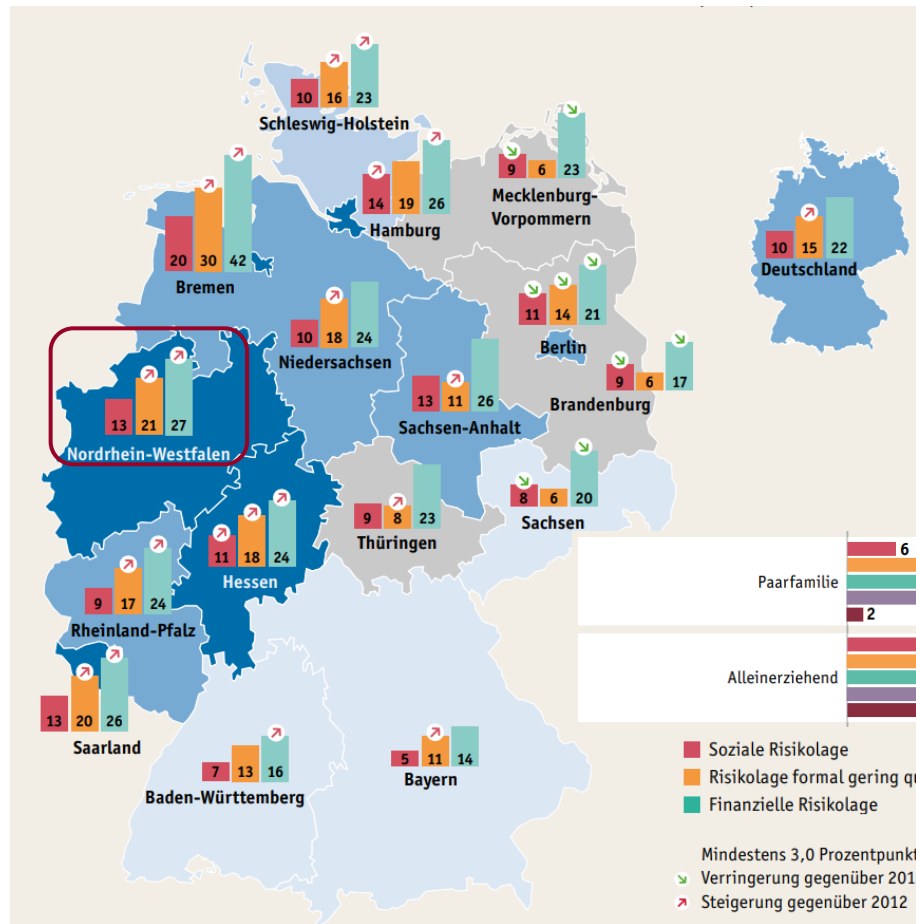 10 16 23
Schleswig-Holstein
14 19 26
Hamburg
9 6 23
Mecklenburg-
Vorpommern
20 30 42
Bremen
10 15 22
Deutschland
10 18 24
Niedersachsen
11 14 21
Berlin
13 21 27
Nordrhein-Westfalen
13 11 26
Sachsen-Anhalt
9 6 17
Brandenburg
9 8 23
Thüringen
8 6 20
Sachsen
11 18 24
Hessen
9 17 24
Rheinland-Pfalz
13 20 26
Saarland
7 13 16
Baden-Württemberg
5 11 14
Bayern
6
Paarfamilie
2
Alleinerziehend
Soziale Risikolage
Risikolage formal gering
Finanzielle Risikolage
Mindestens 3,0
Verringerung gegenüber
Steigerung gegenüber 2012